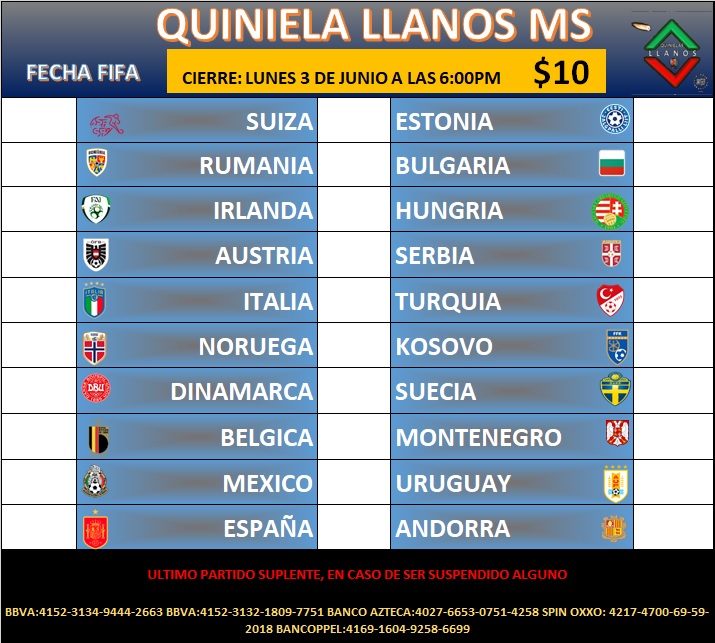 QUINIELA LLANOS MS
QUINIELAS
LLANOS
MS
FECHA FIFA
CIERRE: LUNES 3 DE JUNIO A LAS 6:00PM $10
SUIZA ESTONIA
RUMANIA BULGARIA
IRLANDA HUNGRIA
AUSTRIA SERBIA
ITALIA TURQUIA
NORUEGA KOSOVO
DINAMARCA SUECIA
BELGICA MONTENEGRO
MEXICO URUGUAY
ESPAÑA ANDORRA
ULTIMO PARTIDO SUPLENTE, EN CASO DE SER SUSPENDIDO ALGUNO
BBVA:4152-3134-9444-2663 BBVA:4152-3132-1809-7751 BANCO AZTECA:4027-6653-0751-4258 SPIN OXXO: 4217-4700-69-59-
2018 BANCOPPEL:4169-1604-9258-6699